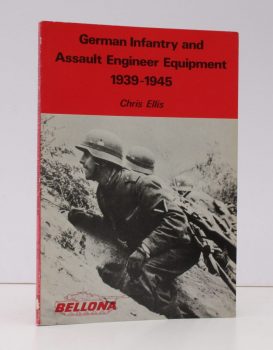 German Infantry and
Assault Engineer Equipment
1939-1945
Chris Ellis
BELLONA